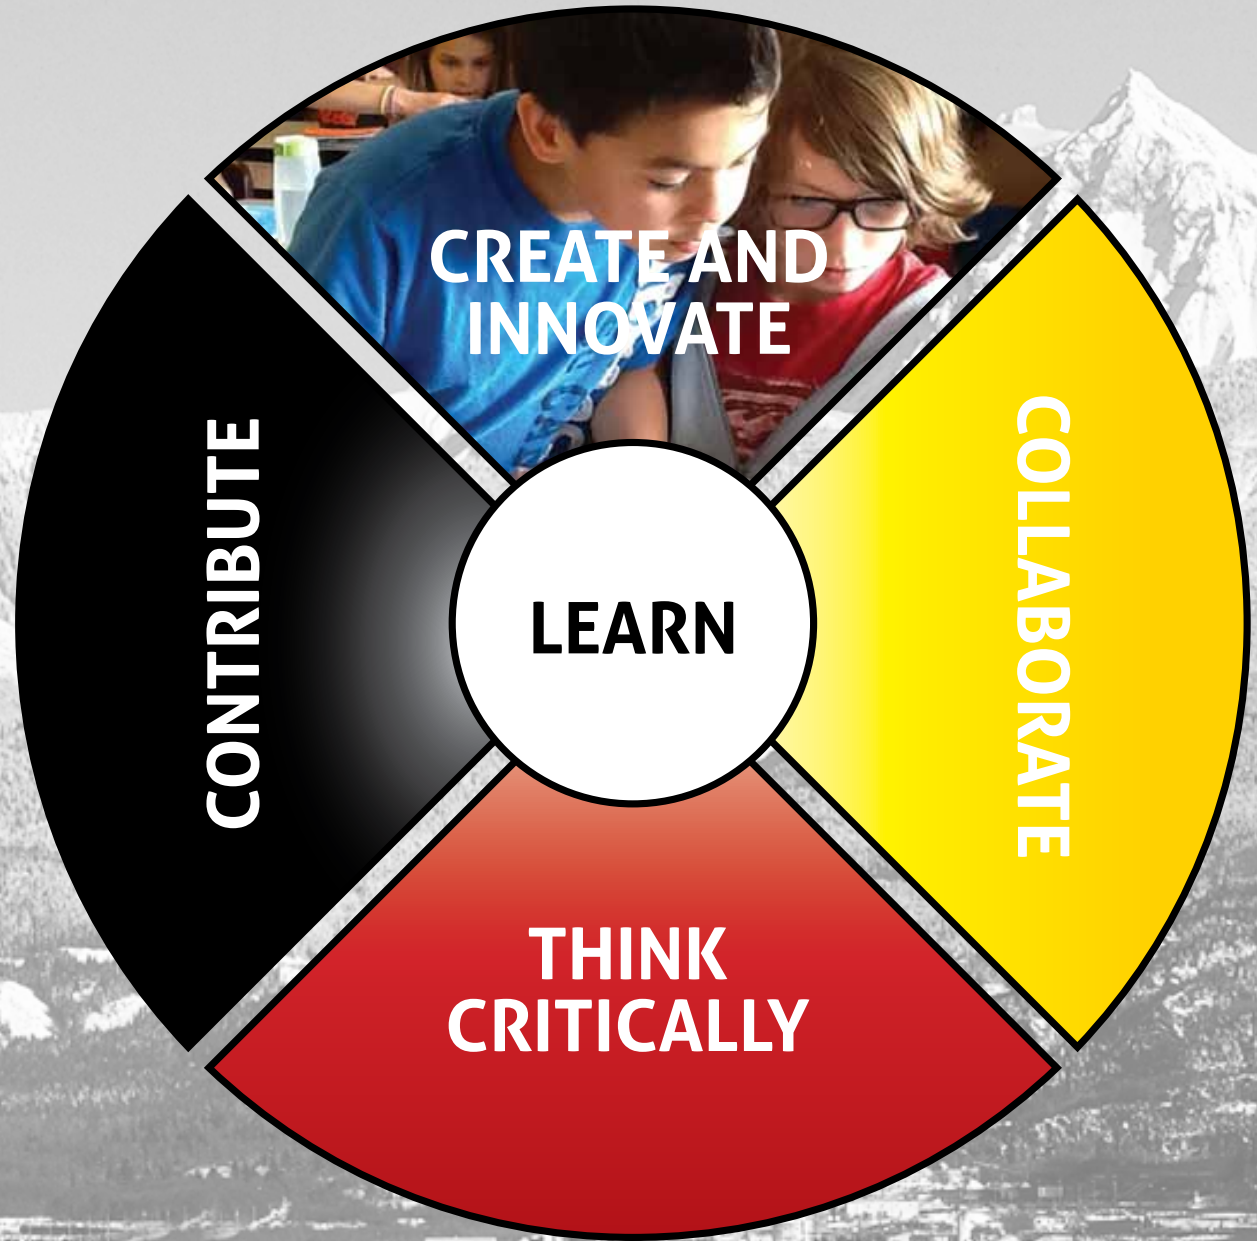 CREATE AND
INNOVATE
CONTRIBUTE
LEARN
COLLABORATE
THINK
CRITICALLY